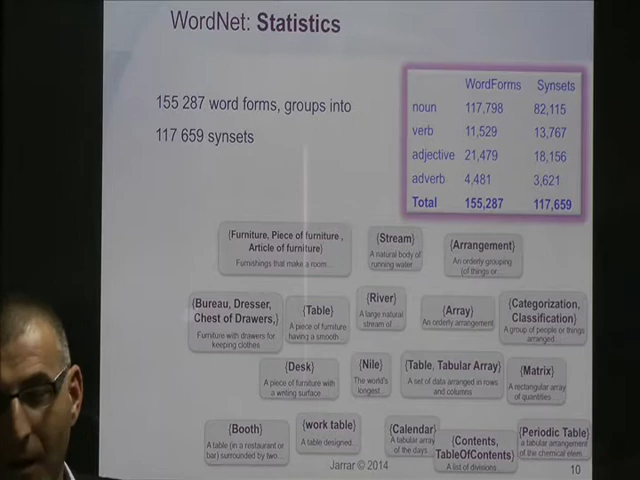 WordNet: Statistics
155 287 word forms, groups into
117 659 synsets
WordForms Synsets
noun 117,798 82,115
verb 11,529 13,767
adjective 21,479 18,156
adverb 4,481 3,621
Total 155,287 117,659
{Furniture, Piece of furniture ,
Article of furniture}
Furnishings that make a room...
{Stream}
A natural body of
running water
{Arrangement}
An orderly grouping
(of things or...
{Bureau, Dresser,
Chest of Drawers,}
Furniture with drawers for
keeping clothes
{Table}
A piece of furniture
having a smooth...
{River}
A large natural
stream of
{Array}
An orderly arrangement
{Categorization,
Classification}
A group of people or things
arranged...
{Desk}
A piece of furniture with
a writing surface
{Nile}
The world's
longest...
{Table, Tabular Array}
A set of data arranged in rows
and columns
{Matrix}
A rectangular array
of quantities...
{Booth}
A table (in a restaurant or
bar) surrounded by two...
{work table}
A table designed...
{Calendar}
A tabular array
of the days
{Contents,
TableOfContents}
A list of divisions
{Periodic Table}
a tabular arrangement
of the chemical elem...
Jarrar © 2014
10